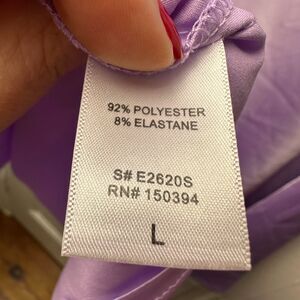 92% POLYESTER
8% ELASTANE
S# E2620S
RN# 150394
L